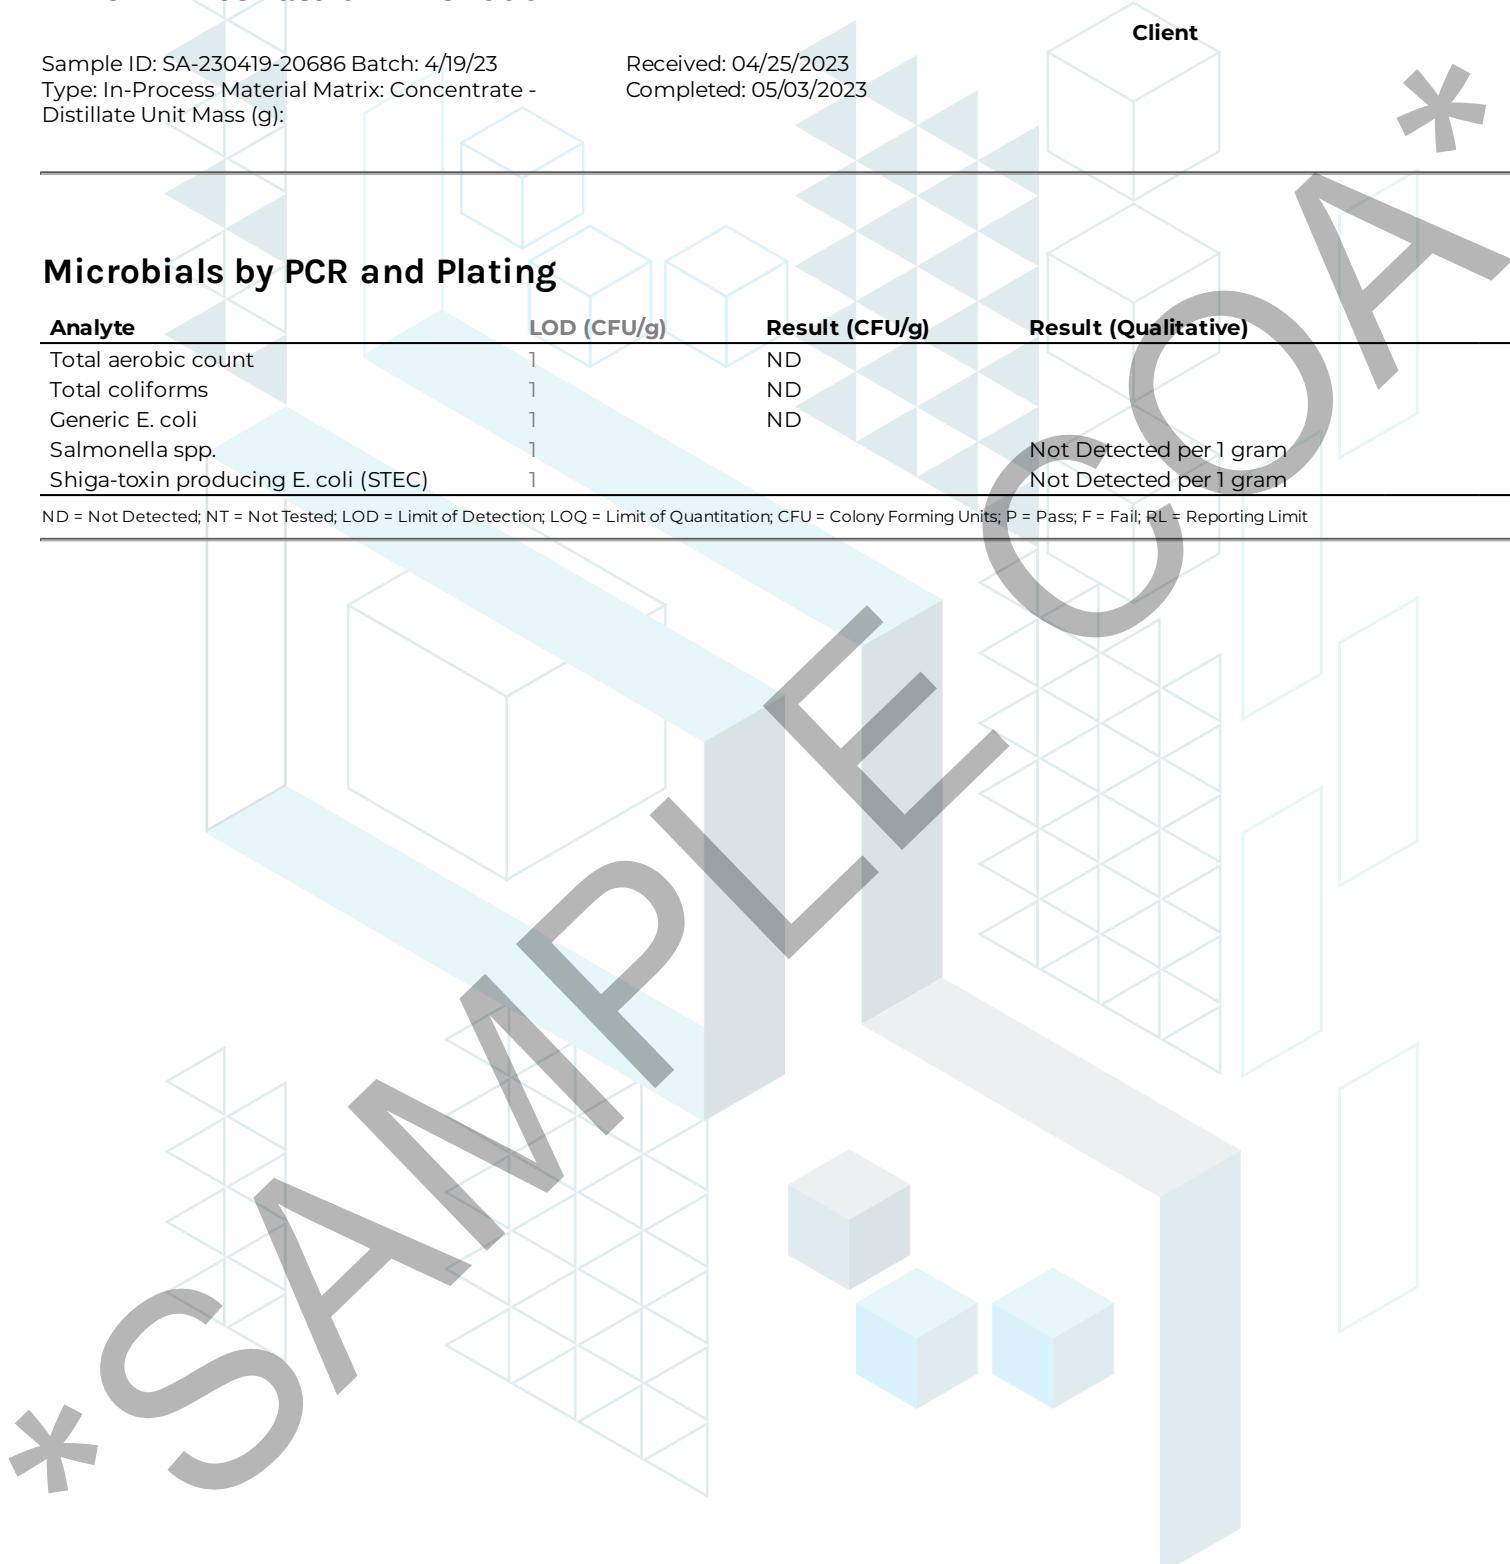 Client
Sample ID: SA-230419-20686 Batch: 4/19/23
Type: In-Process Material Matrix: Concentrate -
Distillate Unit Mass (g):
Received: 04/25/2023
Completed: 05/03/2023
Microbials by PCR and Plating
Analyte LOD (CFU/g) Result (CFU/g) Result (Qualitative)
Total aerobic count 1 ND
Total coliforms 1 ND
Generic E. coli 1 ND
Salmonella spp. 1 Not Detected per 1 gram
Shiga-toxin producing E. coli (STEC) 1 Not Detected per 1 gram
ND = Not Detected; NT = Not Tested; LOD = Limit of Detection; LOQ = Limit of Quantitation; CFU = Colony Forming Units; P = Pass; F = Fail; RL = Reporting Limit
*SAMPLE COA*